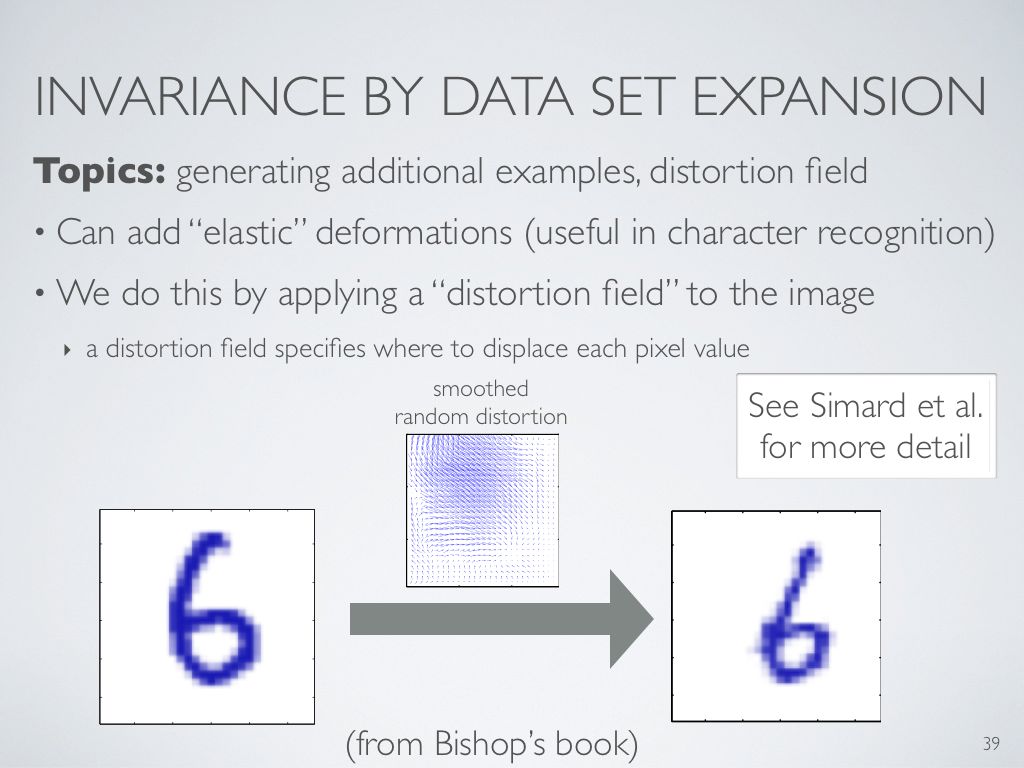 INVARIANCE BY DATA SET EXPANSION
Topics: generating additional examples, distortion field
• Can add “elastic” deformations (useful in character recognition)
• We do this by applying a “distortion field” to the image
‣ a distortion field specifies where to displace each pixel value
smoothed
random distortion
See Simard et al.
for more detail
6
6
(from Bishop’s book)
39